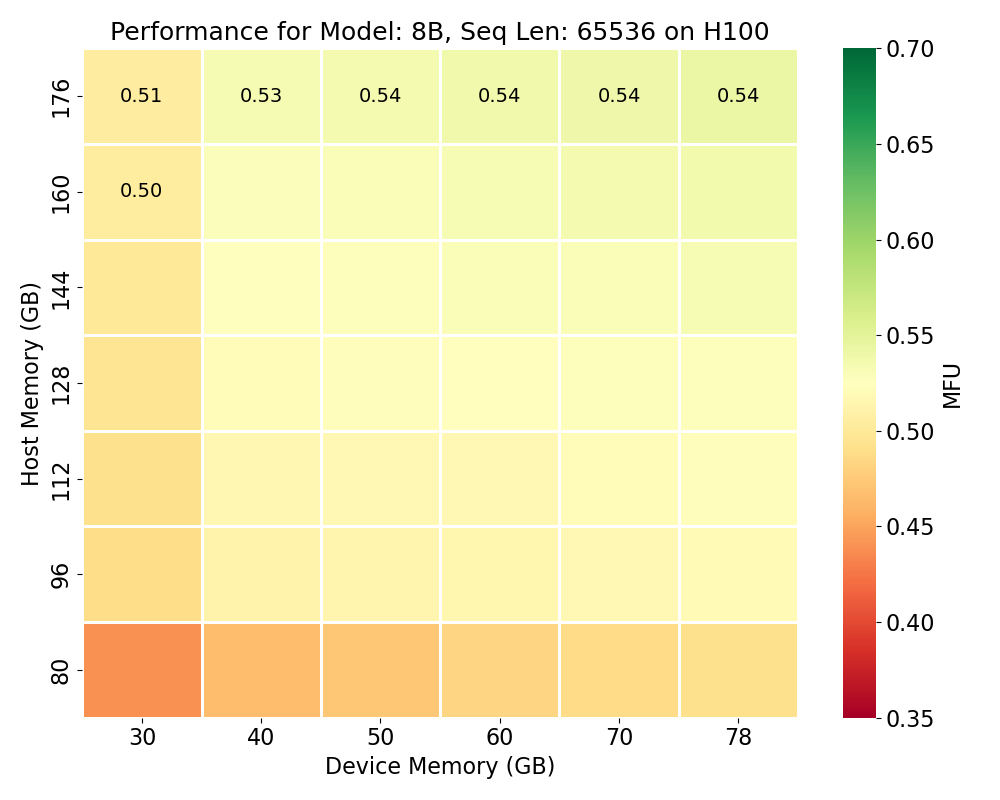 Performance for Model: 8B, Seq Len: 65536 on H100
Host Memory (GB)
176
160
144
128
112
96
80
0.51 0.53 0.54 0.54 0.54 0.54
0.50
30 40 50 60 70 78
Device Memory (GB)
0.70
0.65
0.60
0.55
0.50
0.45
0.40
0.35
MFU